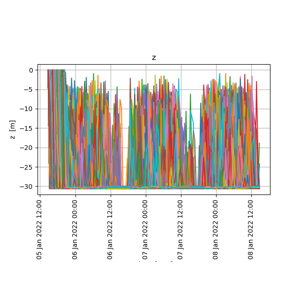 z
0
−5
−10
−15
−20
−25
−30
z [m]
05 Jan 2022 12:00
06 Jan 2022 00:00
06 Jan 2022 12:00
07 Jan 2022 00:00
07 Jan 2022 12:00
08 Jan 2022 00:00
08 Jan 2022 12:00